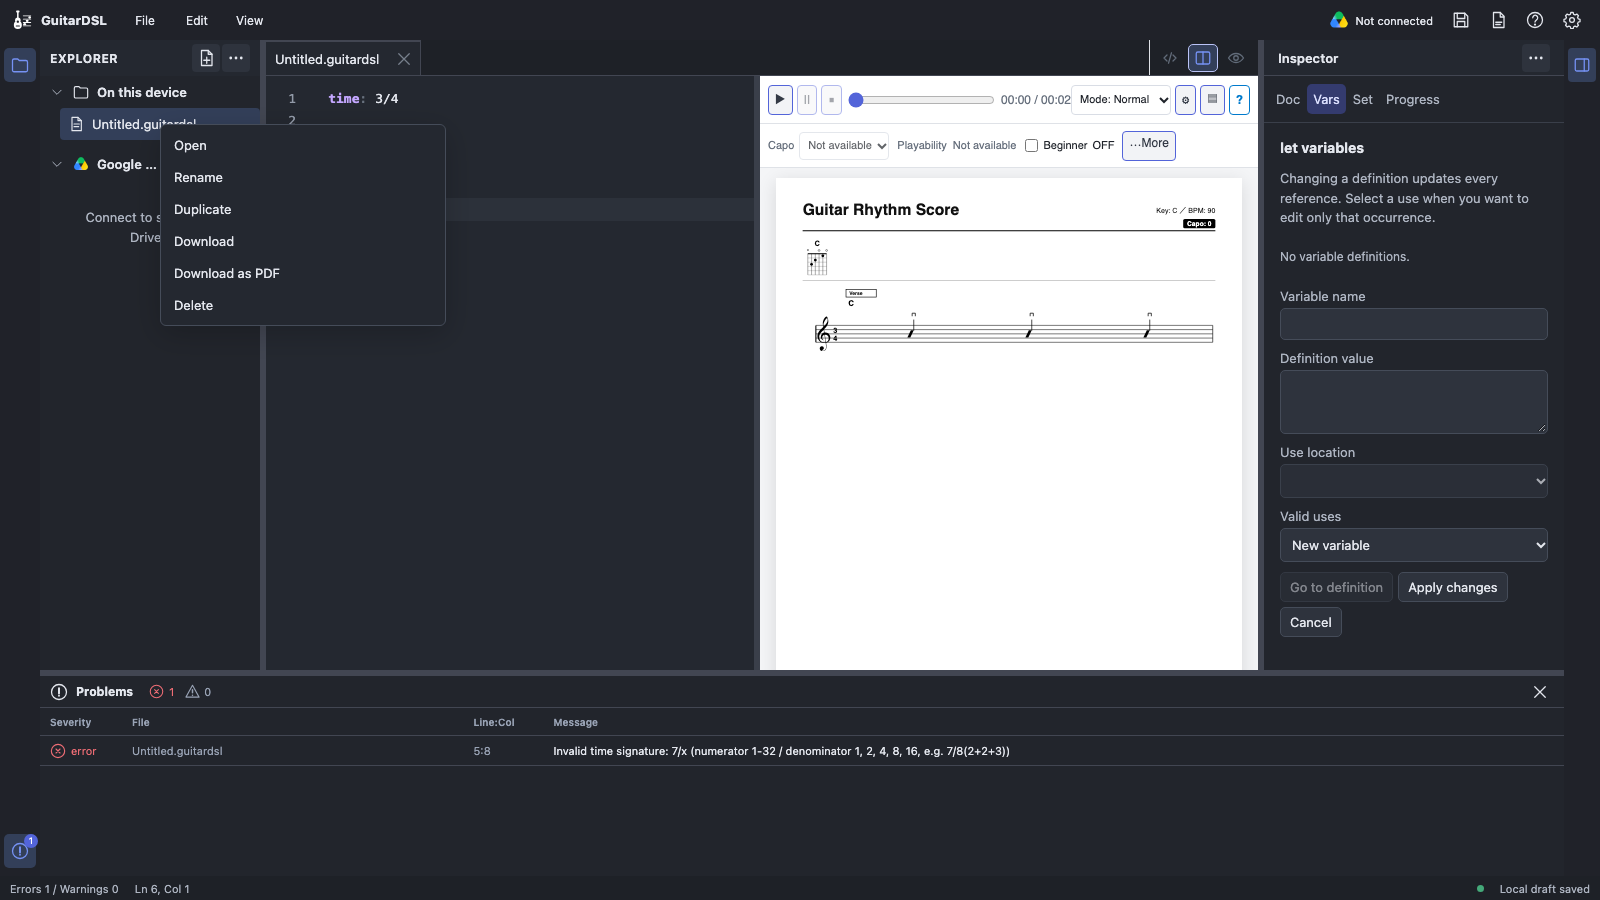 GuitarDSL
File
Edit
View
Not connected
EXPLORER
On this device
Untitled.guitardsl
Google ...
Connect to s
Drive
Open
Rename
Duplicate
Download
Download as PDF
Delete
Untitled.guitardsl
1
time: 3/4
2
00:00 / 00:02
Mode: Normal
?
Capo
Not available
Playability
Not available
Beginner
OFF
...More
Guitar Rhythm Score
Key: C / BPM: 90
Capo: 0
C
Verse
C
3
4
Inspector
Doc
Vars
Set
Progress
let variables
Changing a definition updates every
reference. Select a use when you want to
edit only that occurrence.
No variable definitions.
Variable name
Definition value
Use location
Valid uses
New variable
Go to definition
Apply changes
Cancel
Problems
1
0
Severity
File
Line:Col
Message
error
Untitled.guitardsl
5:8
Invalid time signature: 7/x (numerator 1-32 / denominator 1, 2, 4, 8, 16, e.g. 7/8(2+2+3))
1
Errors 1 / Warnings 0
Ln 6, Col 1
Local draft saved